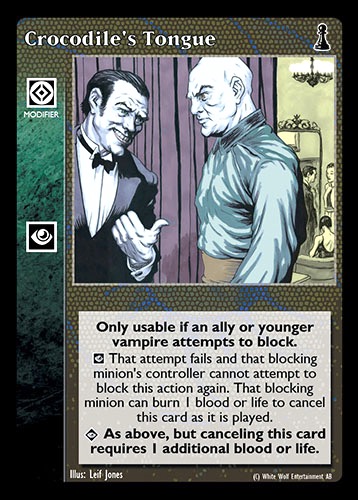 Crocodile's Tongue
MODIFIER
Only usable if an ally or younger
vampire attempts to block.
That attempt fails and that blocking
minion's controller cannot attempt to
block this action again. That blocking
minion can burn 1 blood or life to cancel
this card as it is played.
As above, but canceling this card
requires 1 additional blood or life.
Illus: Leif Jones
(C) White Wolf Entertainment AB